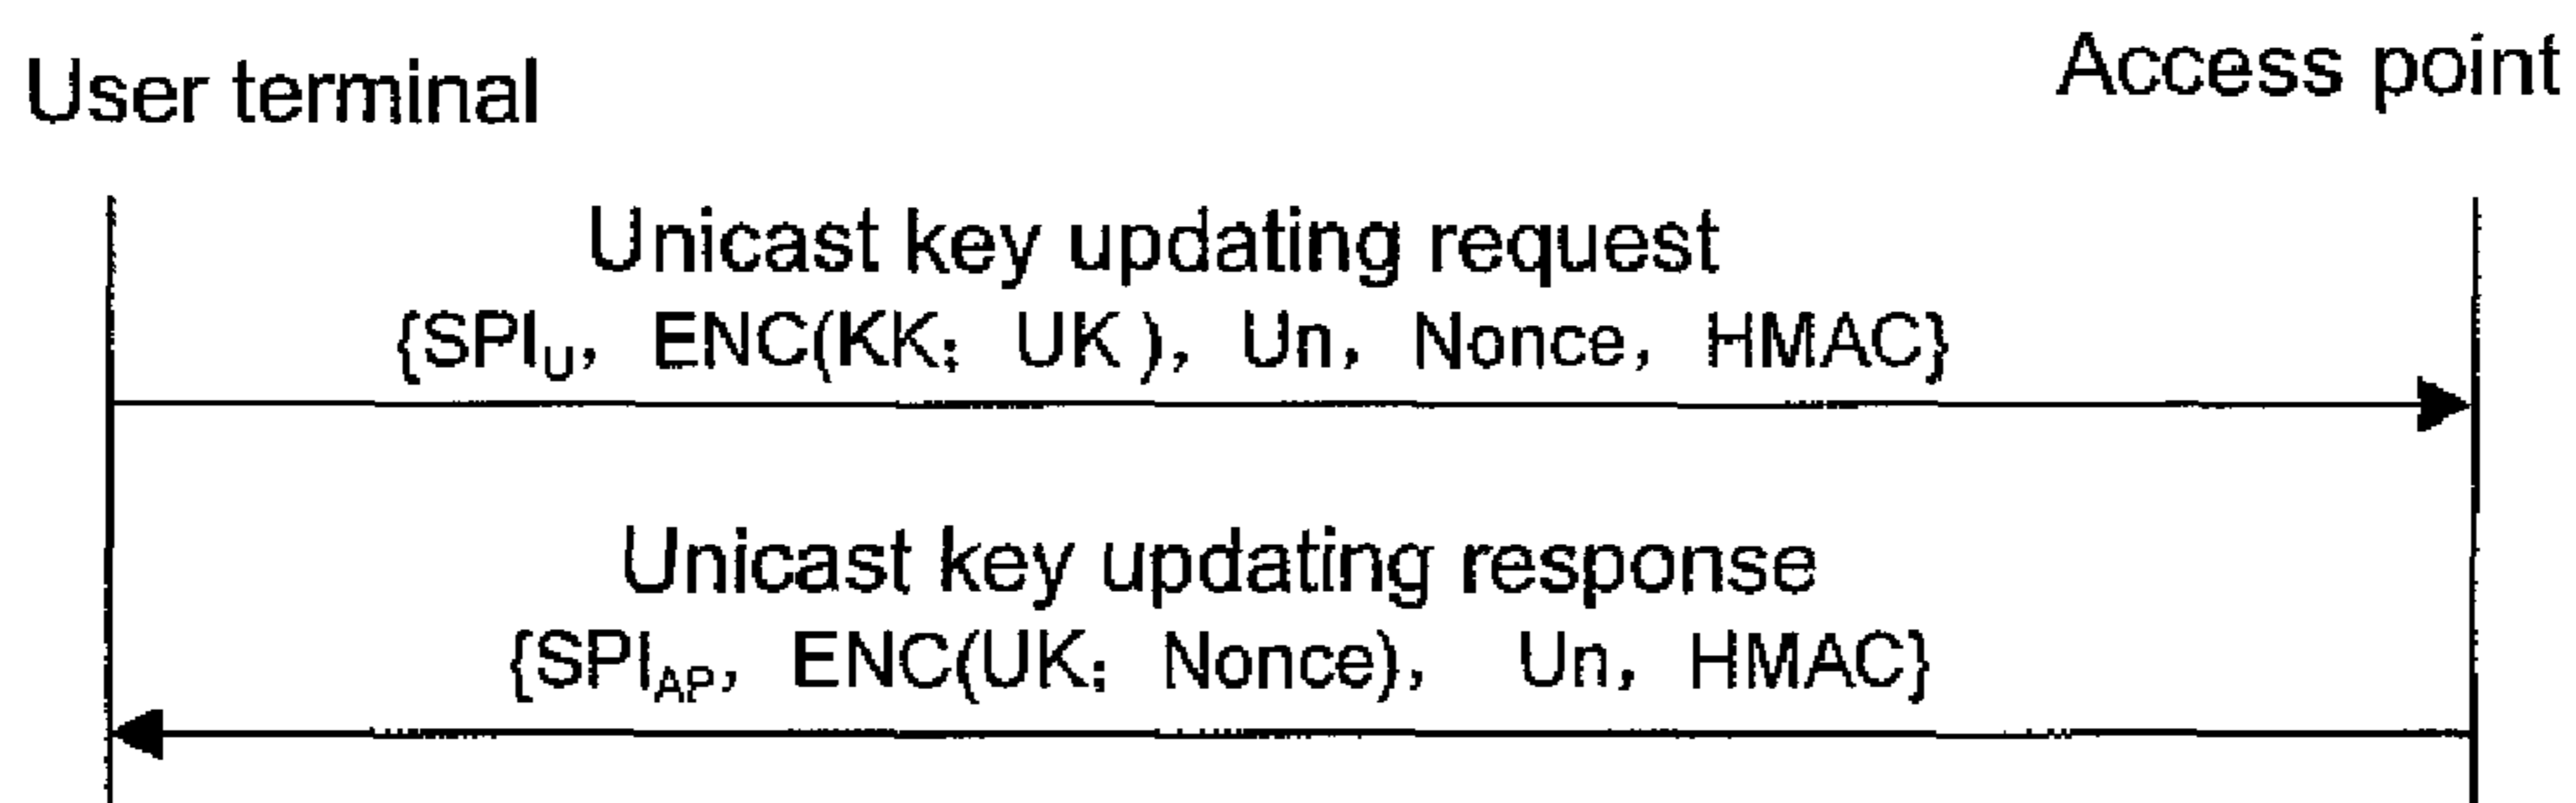 User terminal
Access point
Unicast key updating request
{SPIU, ENC(KK; UK ), Un, Nonce, HMAC}
Unicast key updating response
{SPIAP, ENC(UK; Nonce), Un, HMAC}